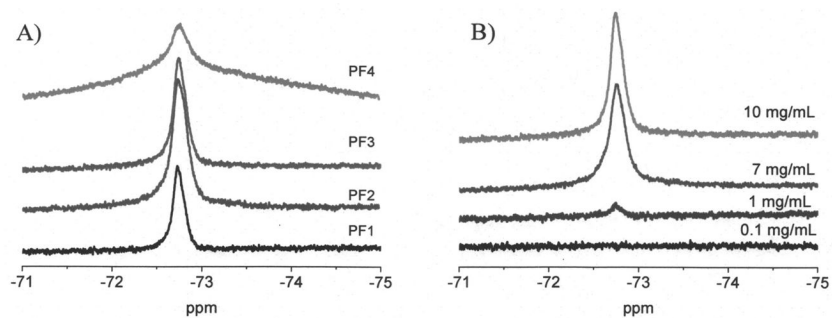 A)
PF4
PF3
PF2
PF1
-71 -72 -73 -74 -75
ppm
B)
10 mg/mL
7 mg/mL
1 mg/mL
0.1 mg/mL
-71 -72 -73 -74 -75
ppm